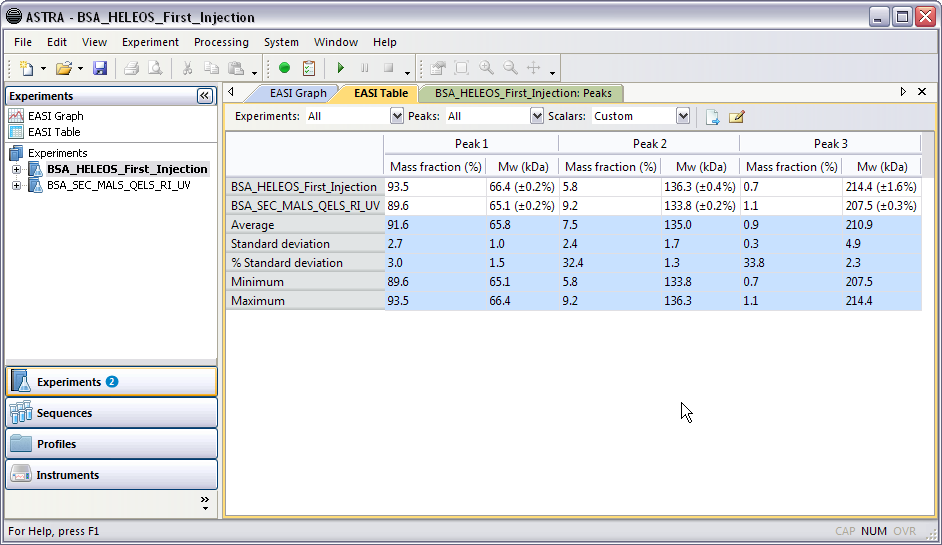 ASTRA - BSA_HELEOS_First_Injection
File Edit View Experiment Processing System Window Help
Experiments
EASI Graph
EASI Table
Experiments
BSA_HELEOS_First_Injection
BSA_SEC_MALS_QELS_RI_UV
Experiments 2
Sequences
Profiles
Instruments
EASI Graph EASI Table BSA_HELEOS_First_Injection: Peaks
Experiments: All Peaks: All Scalars: Custom
Peak 1 Peak 2 Peak 3
Mass fraction (%) Mw (kDa) Mass fraction (%) Mw (kDa) Mass fraction (%) Mw (kDa)
BSA_HELEOS_First_Injection 93.5 66.4 (±0.2%) 5.8 136.3 (±0.4%) 0.7 214.4 (±1.6%)
BSA_SEC_MALS_QELS_RI_UV 89.6 65.1 (±0.2%) 9.2 133.8 (±0.2%) 1.1 207.5 (±0.3%)
Average 91.6 65.8 7.5 135.0 0.9 210.9
Standard deviation 2.7 1.0 2.4 1.7 0.3 4.9
% Standard deviation 3.0 1.5 32.4 1.3 33.8 2.3
Minimum 89.6 65.1 5.8 133.8 0.7 207.5
Maximum 93.5 66.4 9.2 136.3 1.1 214.4
For Help, press F1 CAP NUM OVR